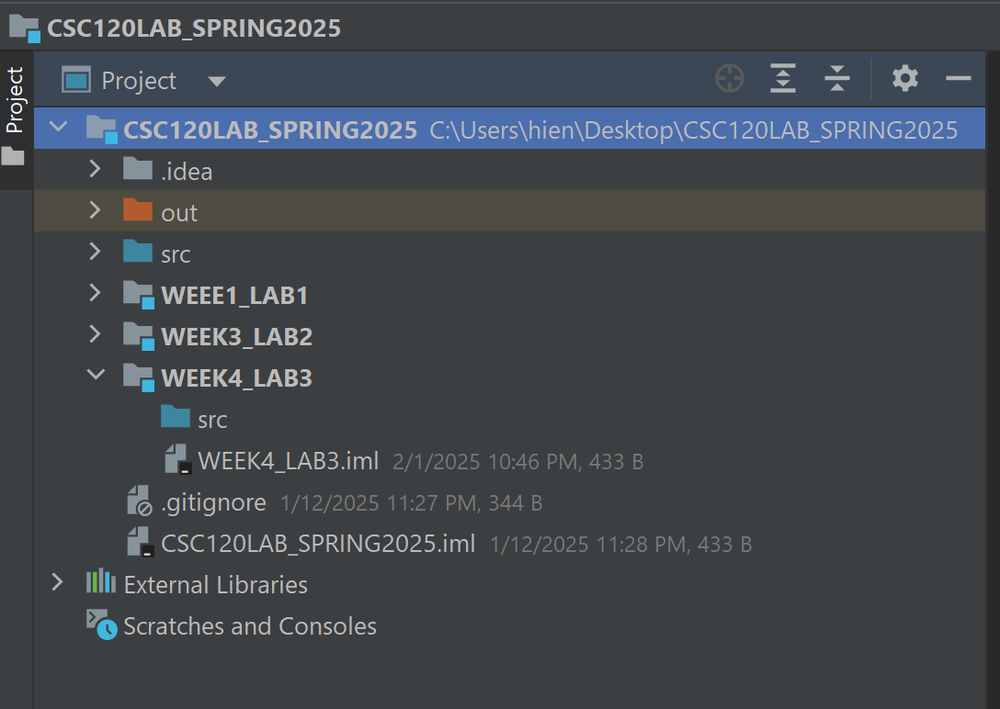 CSC120LAB_SPRING2025
Project
Project
CSC120LAB_SPRING2025 C:\Users\hien\Desktop\CSC120LAB_SPRING2025
.idea
out
src
WEEE1_LAB1
WEEK3_LAB2
WEEK4_LAB3
src
WEEK4_LAB3.iml 2/1/2025 10:46 PM, 433 B
.gitignore 1/12/2025 11:27 PM, 344 B
CSC120LAB_SPRING2025.iml 1/12/2025 11:28 PM, 433 B
External Libraries
Scratches and Consoles